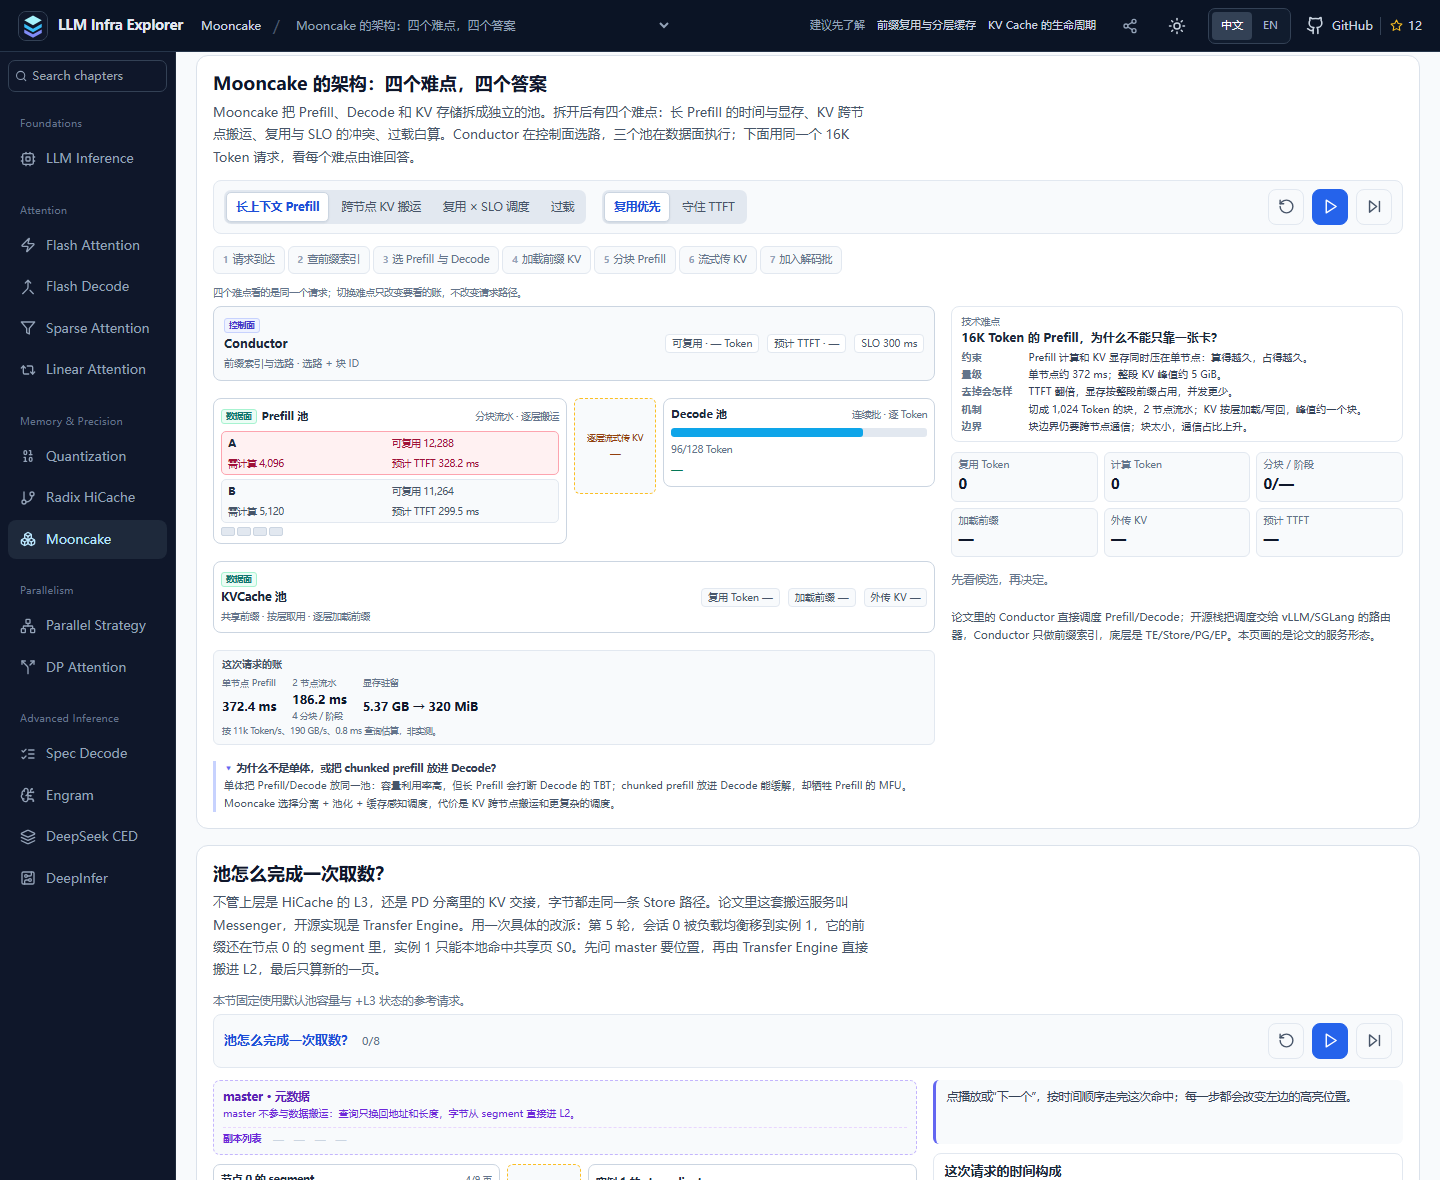 LLM Infra Explorer
Mooncake / Mooncake 的架构：四个难点，四个答案
建议先了解 前缀复用与分层缓存 KV Cache 的生命周期
中文 EN
GitHub
12
Search chapters
Foundations
LLM Inference
Attention
Flash Attention
Flash Decode
Sparse Attention
Linear Attention
Memory & Precision
Quantization
Radix HiCache
Mooncake
Parallelism
Parallel Strategy
DP Attention
Advanced Inference
Spec Decode
Engram
DeepSeek CED
DeepInfer
Mooncake 的架构：四个难点，四个答案
Mooncake 把 Prefill、Decode 和 KV 存储拆成独立的池。拆开后有四个难点：长 Prefill 的时间与显存、KV 跨节
点搬运、复用与 SLO 的冲突、过载白算。Conductor 在控制面选路，三个池在数据面执行；下面用同一个 16K
Token 请求，看每个难点由谁回答。
长上下文 Prefill 跨节点 KV 搬运 复用 × SLO 调度 过载
复用优先 守住 TTFT
1 请求到达 2 查前缀索引 3 选 Prefill 与 Decode 4 加载前缀 KV 5 分块 Prefill 6 流式传 KV 7 加入解码批
四个难点看的是同一个请求；切换难点只改变要看的账，不改变请求路径。
控制面
Conductor
前缀索引与选路 · 选路 + 块 ID
可复用 · — Token 预计 TTFT · — SLO 300 ms
数据面 Prefill 池 分块流水 · 逐层搬运
A 可复用 12,288
需计算 4,096 预计 TTFT 328.2 ms
B 可复用 11,264
需计算 5,120 预计 TTFT 299.5 ms
逐层流式传 KV
—
Decode 池 连续批 · 逐 Token
96/128 Token
—
数据面
KVCache 池
共享前缀 · 按层取用 · 逐层加载前缀
复用 Token — 加载前缀 — 外传 KV —
这次请求的账
单节点 Prefill 2 节点流水 显存驻留
372.4 ms 186.2 ms 5.37 GB → 320 MiB
4 分块 / 阶段
按 11k Token/s、190 GB/s、0.8 ms 查询估算，非实测。
▾ 为什么不是单体，或把 chunked prefill 放进 Decode？
单体把 Prefill/Decode 放同一池：容量利用率高，但长 Prefill 会打断 Decode 的 TBT；chunked prefill 放进 Decode 能缓解，却牺牲 Prefill 的 MFU。
Mooncake 选择分离 + 池化 + 缓存感知调度，代价是 KV 跨节点搬运和更复杂的调度。
技术难点
16K Token 的 Prefill，为什么不能只靠一张卡？
约束 Prefill 计算和 KV 显存同时压在单节点：算得越久，占得越久。
量级 单节点约 372 ms；整段 KV 峰值约 5 GiB。
去掉会怎样 TTFT 翻倍，显存按整段前缀占用，并发更少。
机制 切成 1,024 Token 的块，2 节点流水；KV 按层加载/写回，峰值约一个块。
边界 块边界仍要跨节点通信；块太小，通信占比上升。
复用 Token 计算 Token 分块 / 阶段
0 0 0/—
加载前缀 外传 KV 预计 TTFT
— — —
先看候选，再决定。
论文里的 Conductor 直接调度 Prefill/Decode；开源栈把调度交给 vLLM/SGLang 的路由
器，Conductor 只做前缀索引，底层是 TE/Store/PG/EP。本页画的是论文的服务形态。
池怎么完成一次取数？
不管上层是 HiCache 的 L3，还是 PD 分离里的 KV 交接，字节都走同一条 Store 路径。论文里这套搬运服务叫
Messenger，开源实现是 Transfer Engine。用一次具体的改派：第 5 轮，会话 0 被负载均衡移到实例 1，它的前
缀还在节点 0 的 segment 里，实例 1 只能本地命中共享页 S0。先问 master 要位置，再由 Transfer Engine 直接
搬进 L2，最后只算新的一页。
本节固定使用默认池容量与 +L3 状态的参考请求。
池怎么完成一次取数？ 0/8
master · 元数据
master 不参与数据搬运：查询只换回地址和长度，字节从 segment 直接进 L2。
副本列表 — — — —
点播放或“下一个”，按时间顺序走完这次命中；每一步都会改变左边的高亮位置。
节点 0 的 segment
这次请求的时间构成